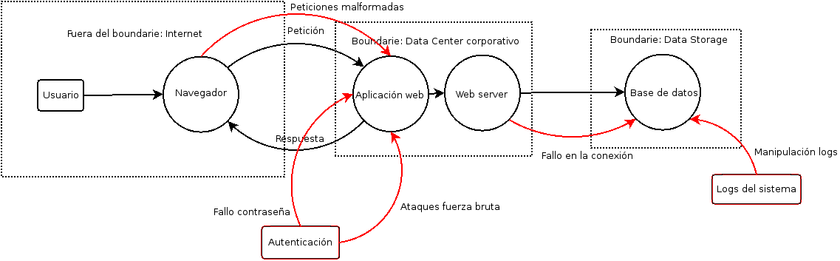 Peticiones malformadas
Fuera del boundarie: Internet
Petición
Boundarie: Data Center corporativo
Boundarie: Data Storage
Usuario
Navegador
Aplicación web
Web server
Base de datos
Respuesta
Fallo en la conexión
Manipulación logs
Logs del sistema
Fallo contraseña
Ataques fuerza bruta
Autenticación